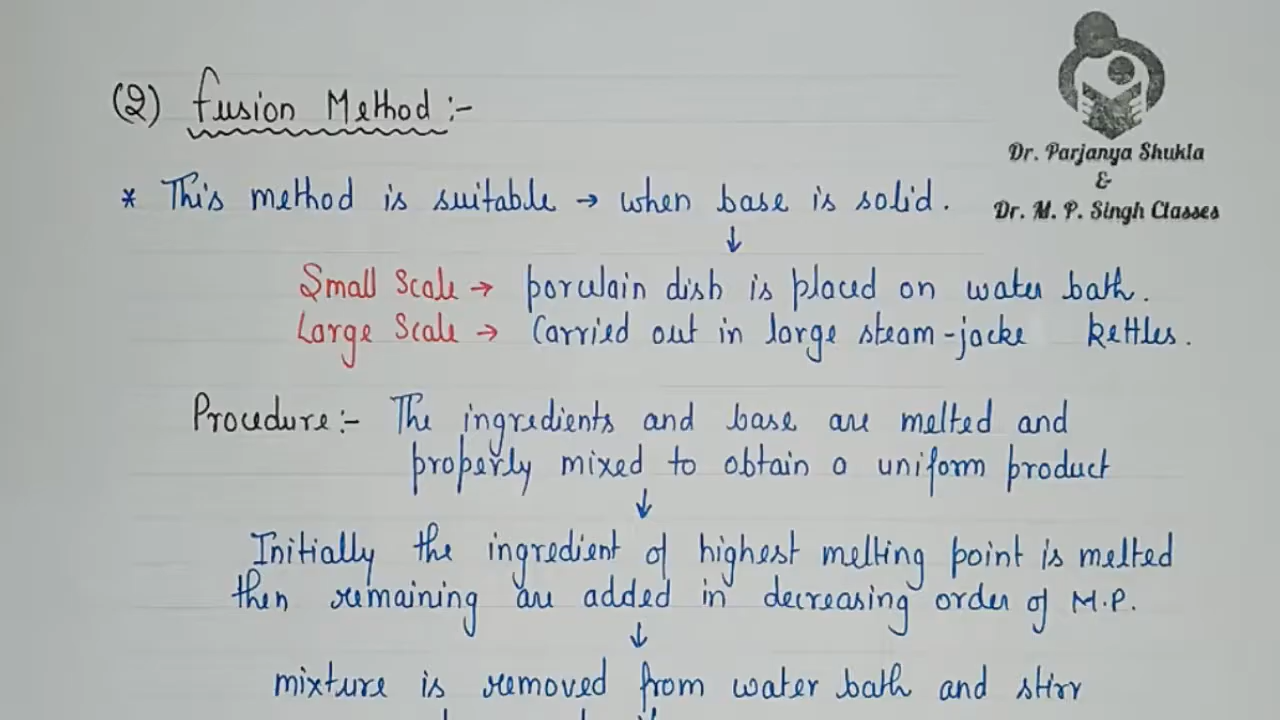 (2) Fusion Method :-
Dr. Parjanya Shukla
&
Dr. M. P. Singh Classes
* This method is suitable → when base is solid.
↓
Small Scale → porcelain dish is placed on water bath.
Large Scale → Carried out in large steam-jacke kettles.
Procedure :- The ingredients and base are melted and
properly mixed to obtain a uniform product
↓
Initially the ingredient of highest melting point is melted
then remaining are added in decreasing order of M.P.
↓
mixture is removed from water bath and stirr